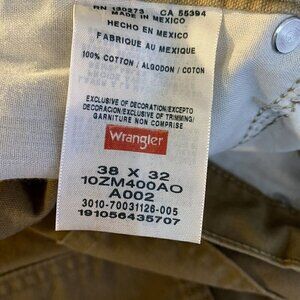 RN 130273 CA 55394
MADE IN MEXICO
HECHO EN MEXICO
FABRIQUE AU MEXIQUE
100% COTTON / ALGODON / COTON
EXCLUSIVE OF DECORATION/EXCEPTO
DECORACION/EXCLUSIVE OF TRIMMING/
GARNITURE NON COMPRISE
Wrangler
38 X 32
10ZM400AO
A002
3010-70031126-005
191056435707